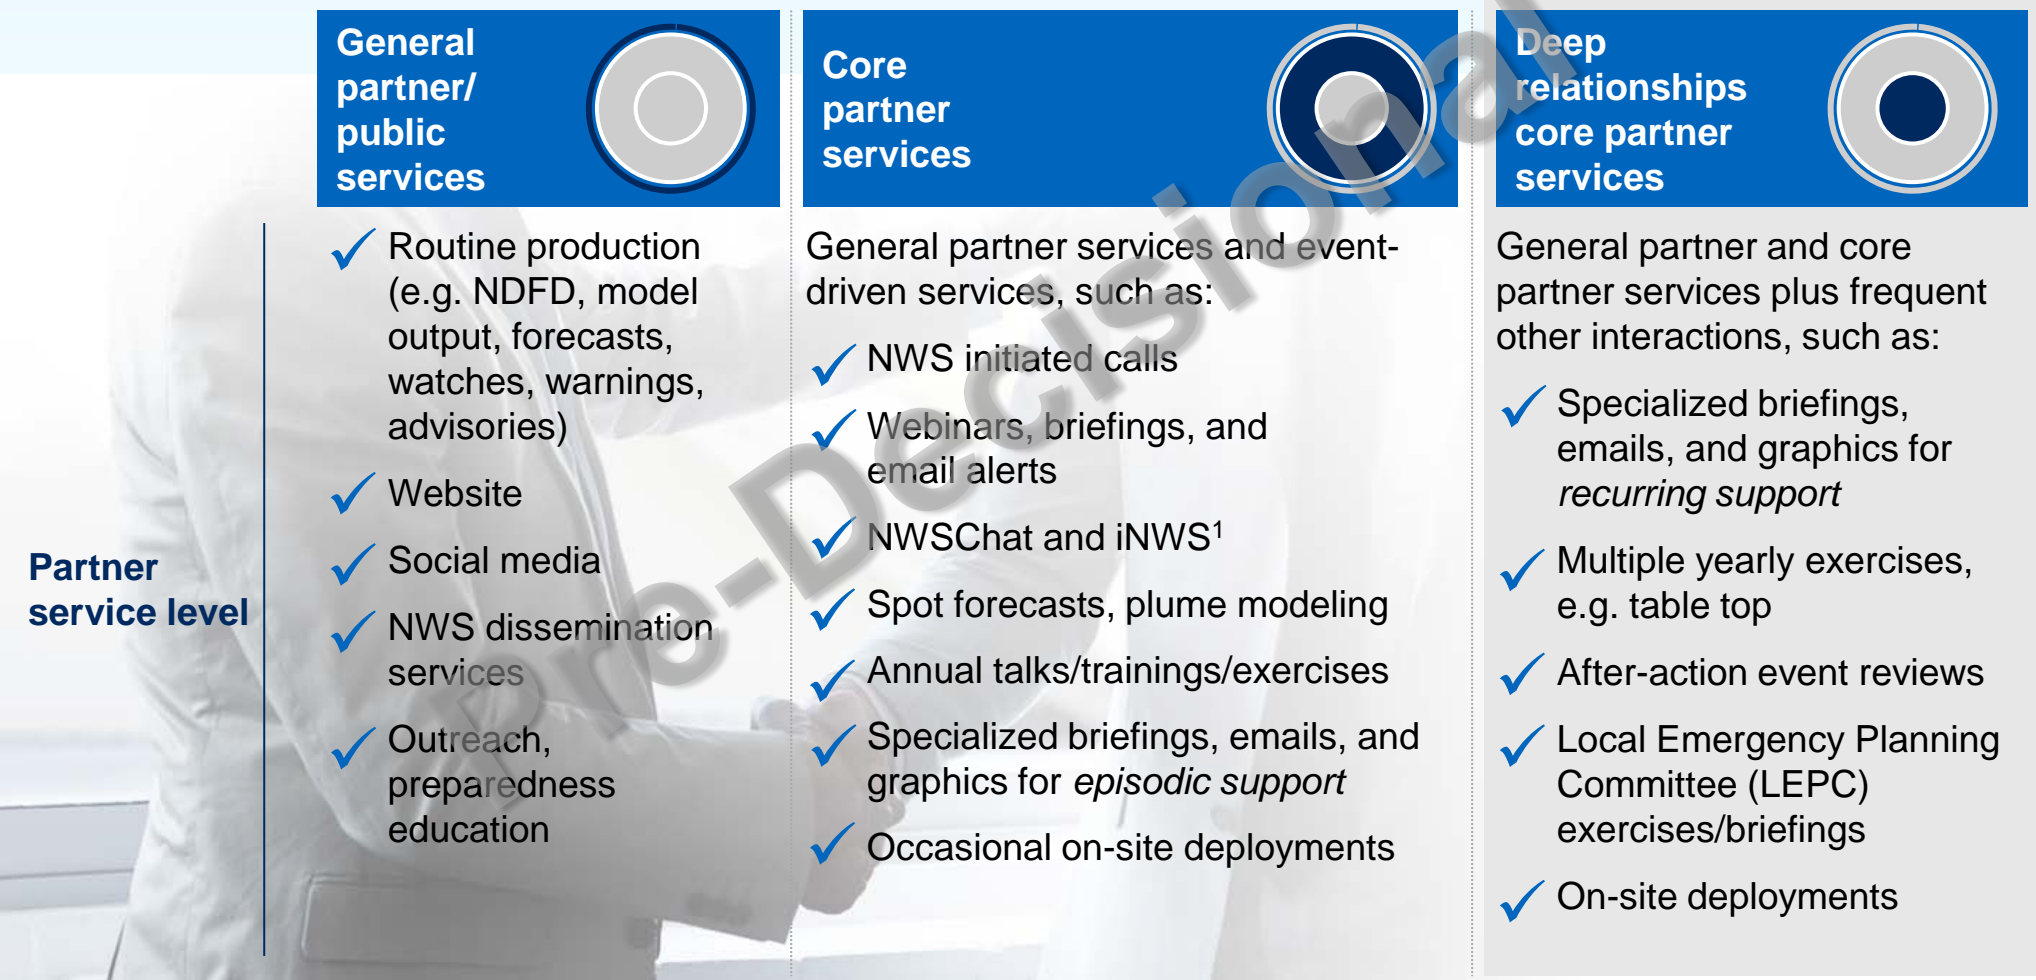 General
partner/
public
services
Core
partner
services
Deep
relationships
core partner
services
Partner
service level
Routine production
(e.g. NDFD, model
output, forecasts,
watches, warnings,
advisories)
Website
Social media
NWS dissemination
services
Outreach,
preparedness
education
General partner services and event-
driven services, such as:
NWS initiated calls
Webinars, briefings, and
email alerts
NWSChat and iNWS1
Spot forecasts, plume modeling
Annual talks/trainings/exercises
Specialized briefings, emails, and
graphics for episodic support
Occasional on-site deployments
General partner and core
partner services plus frequent
other interactions, such as:
Specialized briefings,
emails, and graphics for
recurring support
Multiple yearly exercises,
e.g. table top
After-action event reviews
Local Emergency Planning
Committee (LEPC)
exercises/briefings
On-site deployments
Pre-Decisional